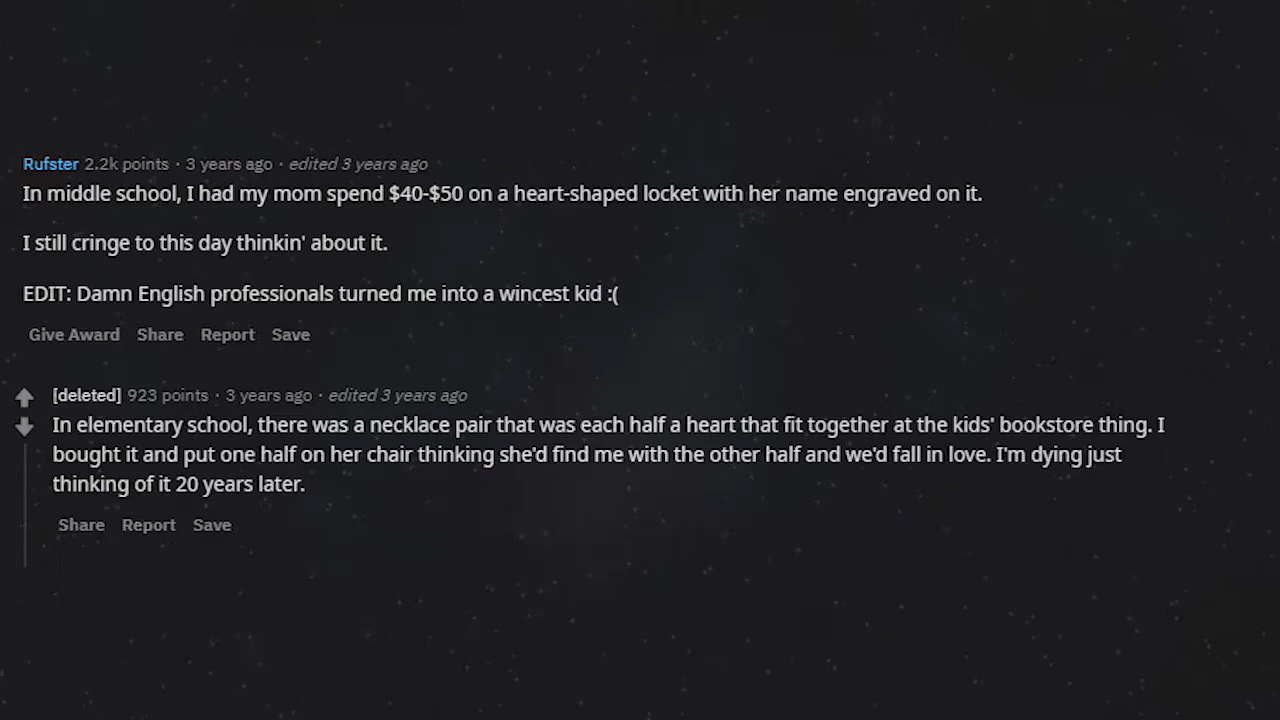 Rufster 2.2k points · 3 years ago · edited 3 years ago
In middle school, I had my mom spend $40-$50 on a heart-shaped locket with her name engraved on it.
I still cringe to this day thinkin' about it.
EDIT: Damn English professionals turned me into a wincest kid :(
Give Award Share Report Save
[deleted] 923 points · 3 years ago · edited 3 years ago
In elementary school, there was a necklace pair that was each half a heart that fit together at the kids' bookstore thing. I
bought it and put one half on her chair thinking she'd find me with the other half and we'd fall in love. I'm dying just
thinking of it 20 years later.
Share Report Save